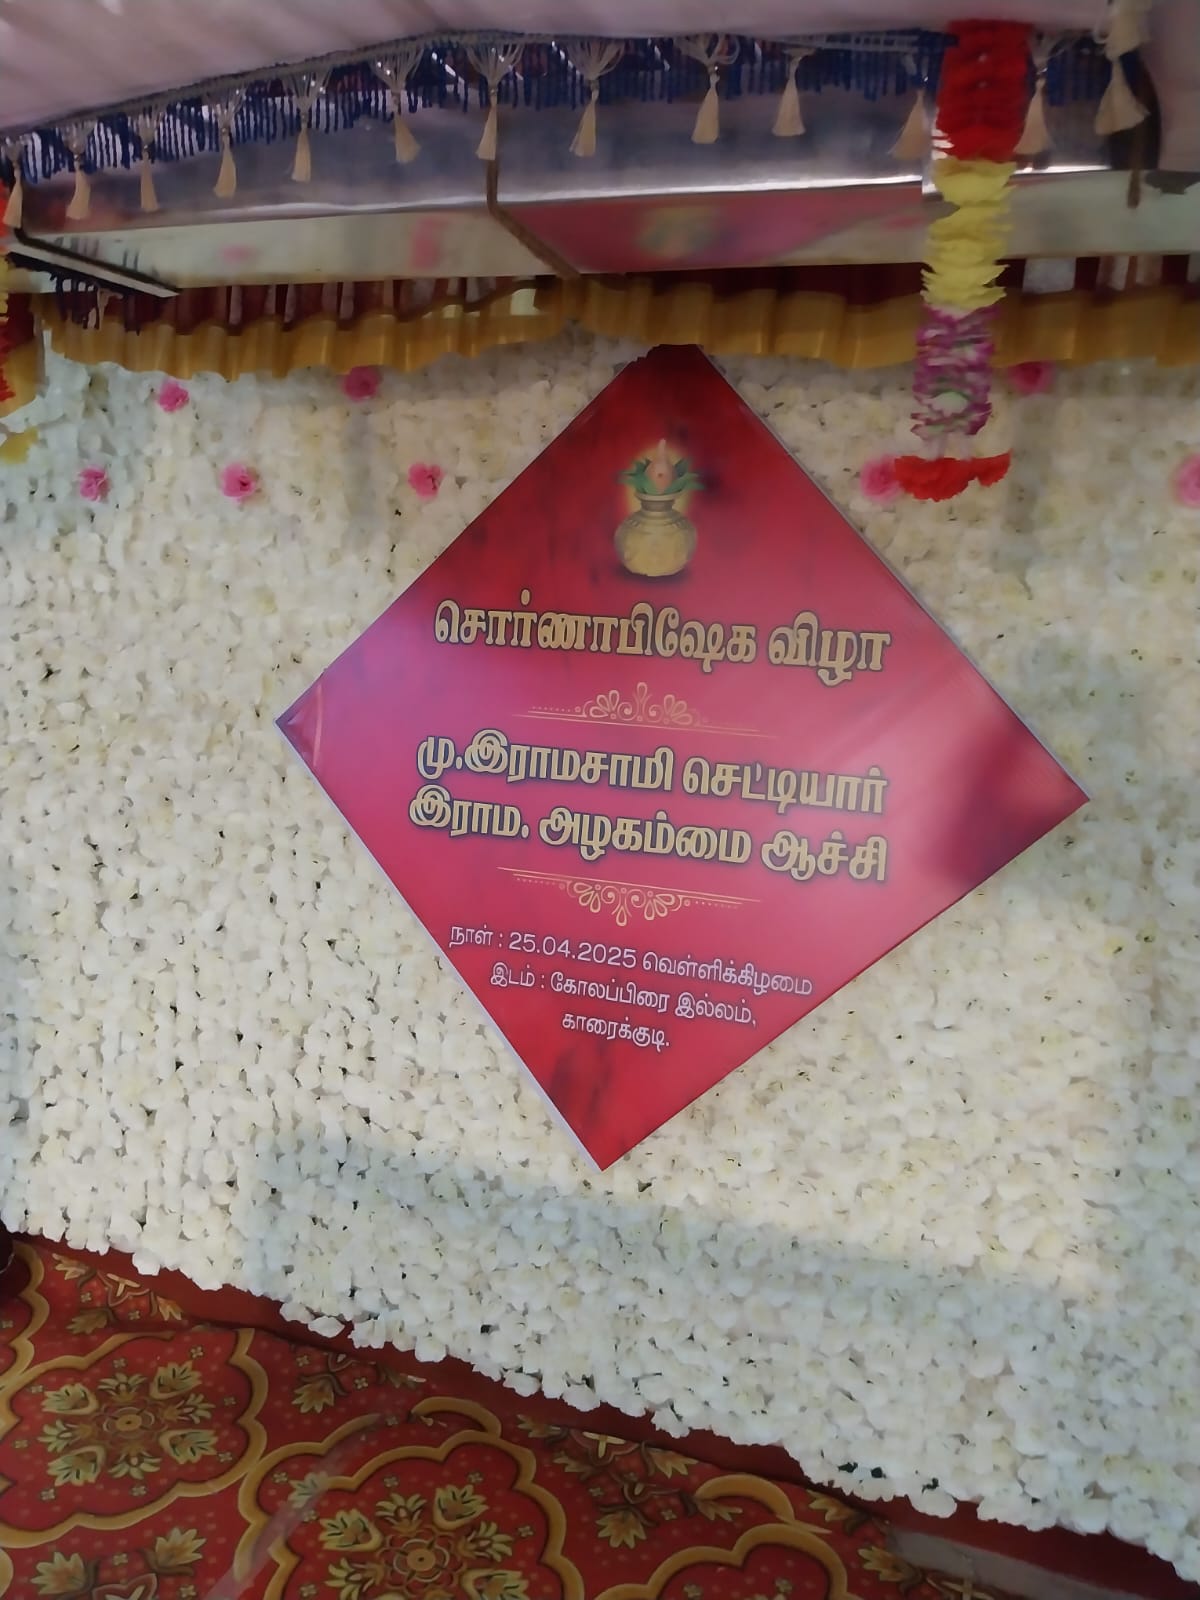 சொர்ணாபிஷேக விழா
மு.இராமசாமி செட்டியார்
இராம. அழகம்மை ஆச்சி
நாள் : 25.04.2025 வெள்ளிக்கிழமை
இடம் : கோலப்பிரை இல்லம்,
காரைக்குடி.